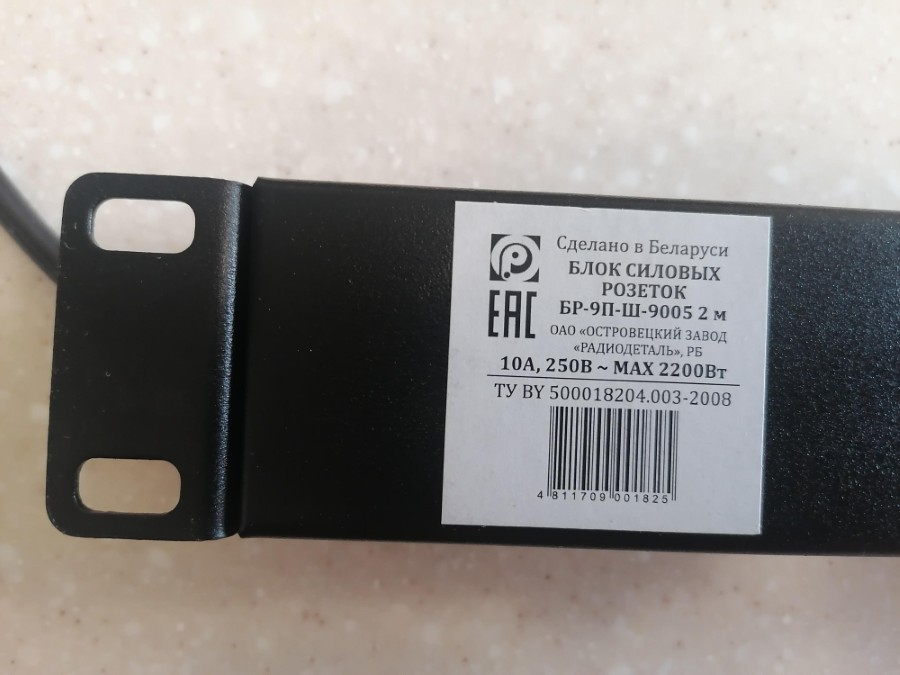 Сделано в Беларуси
БЛОК СИЛОВЫХ
РОЗЕТОК
БР-9П-Ш-9005 2 м
EAC
ОАО «ОСТРОВЕЦКИЙ ЗАВОД
«РАДИОДЕТАЛЬ», РБ
10А, 250В ~ MAX 2200Вт
ТУ BY 500018204.003-2008
4 811709 001825